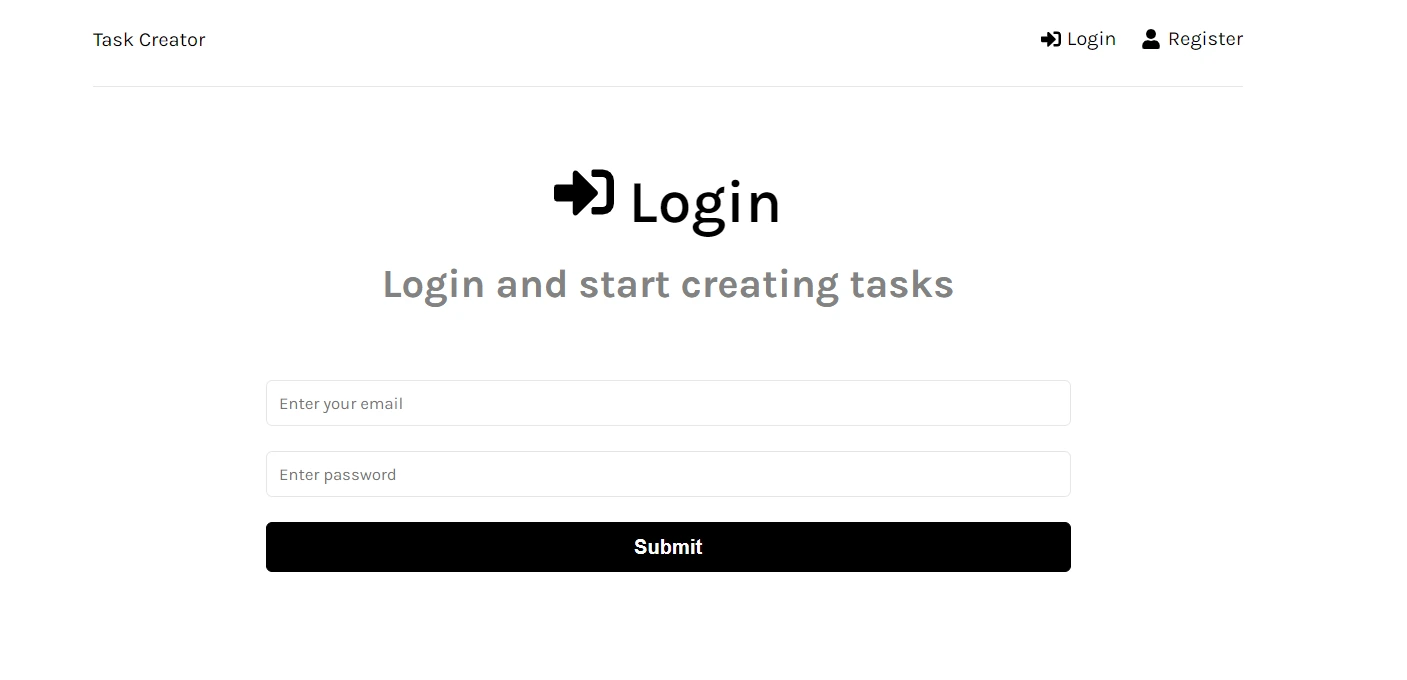 Task Creator
Login
Register
Login
Login and start creating tasks
Enter your email
Enter password
Submit